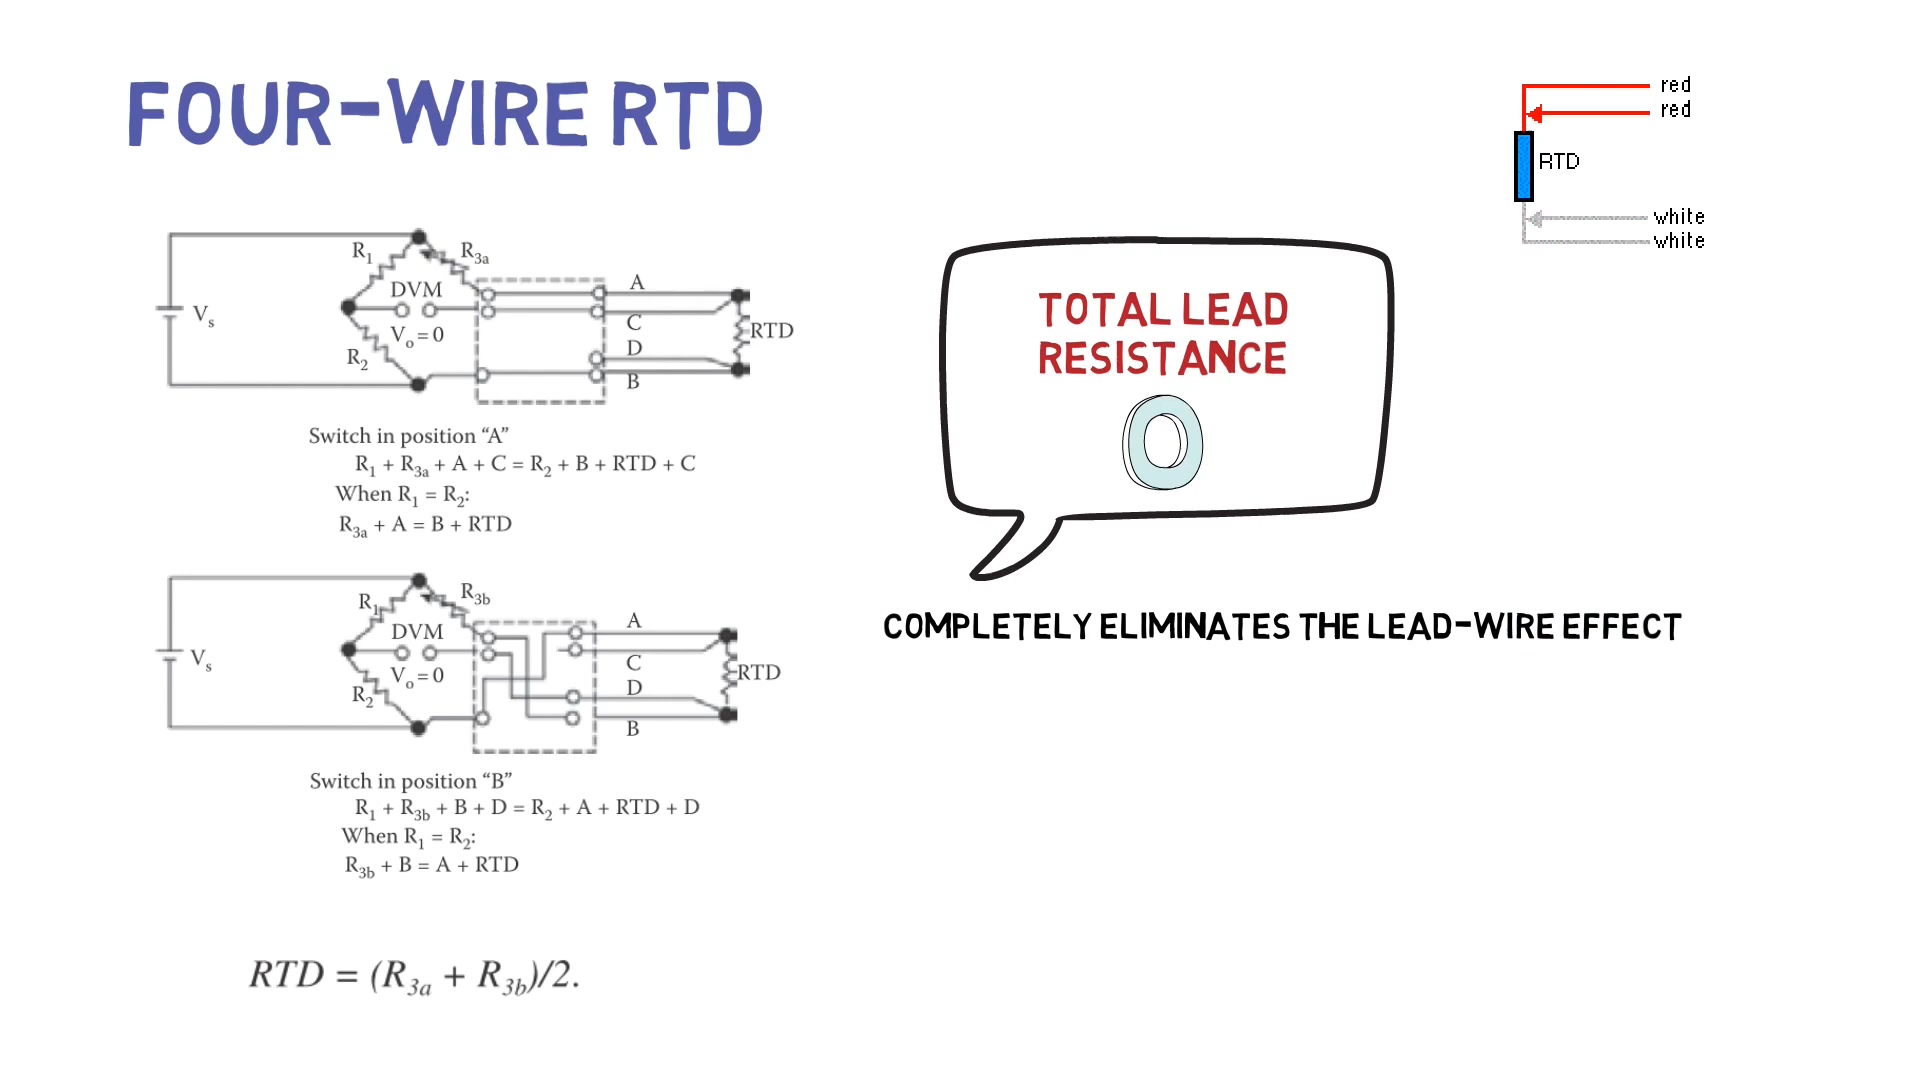 FOUR-WIRE RTD
red
red
RTD
white
white
R₁
R₃ₐ
DVM
Vₛ
Vₒ = 0
R₂
A
C
D
B
RTD
Switch in position “A”
R₁ + R₃ₐ + A + C = R₂ + B + RTD + C
When R₁ = R₂:
R₃ₐ + A = B + RTD
TOTAL LEAD
RESISTANCE
0
COMPLETELY ELIMINATES THE LEAD-WIRE EFFECT
R₁
R₃b
DVM
Vₛ
Vₒ = 0
R₂
A
C
D
B
RTD
Switch in position “B”
R₁ + R₃b + B + D = R₂ + A + RTD + D
When R₁ = R₂:
R₃b + B = A + RTD
RTD = (R₃ₐ + R₃b)/2.